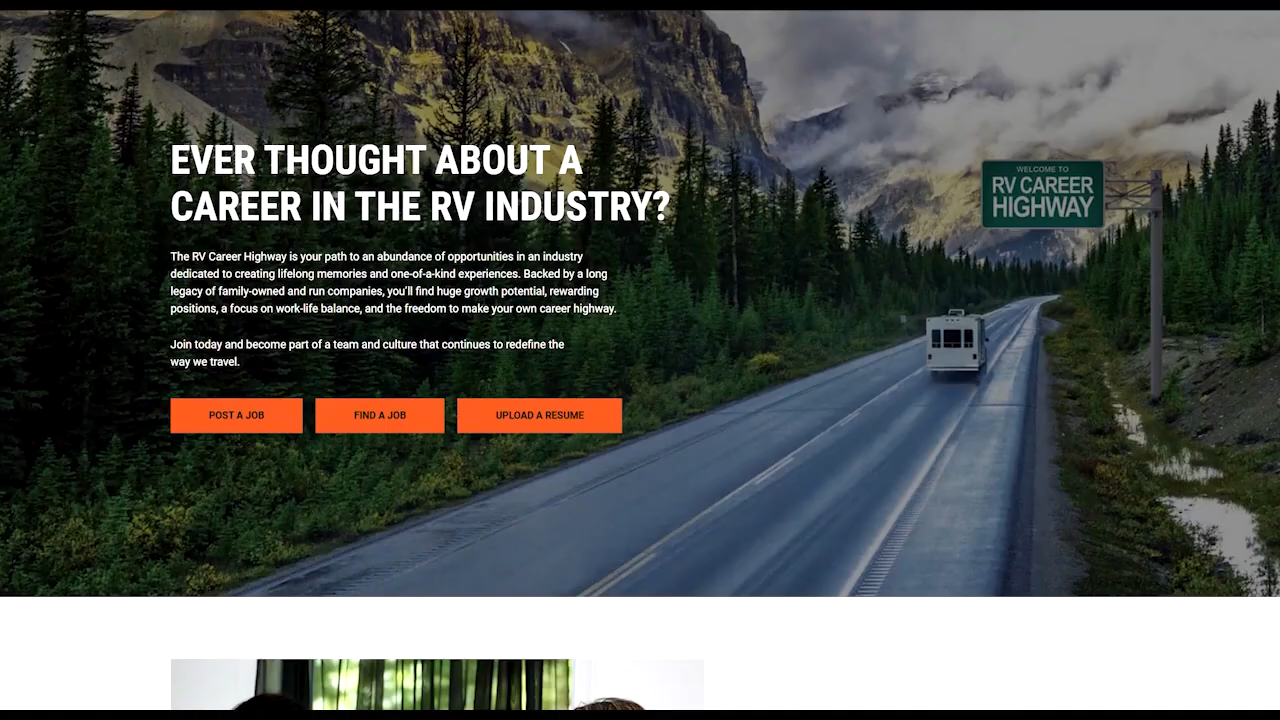 EVER THOUGHT ABOUT A
CAREER IN THE RV INDUSTRY?
WELCOME TO
RV CAREER
HIGHWAY
The RV Career Highway is your path to an abundance of opportunities in an industry
dedicated to creating lifelong memories and one-of-a-kind experiences. Backed by a long
legacy of family-owned and run companies, you'll find huge growth potential, rewarding
positions, a focus on work-life balance, and the freedom to make your own career highway.
Join today and become part of a team and culture that continues to redefine the
way we travel.
POST A JOB
FIND A JOB
UPLOAD A RESUME